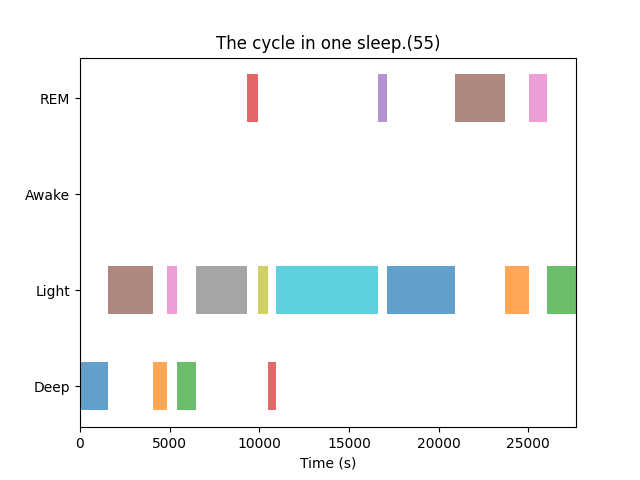 The cycle in one sleep.(55)
REM
Awake
Light
Deep
0 5000 10000 15000 20000 25000
Time (s)